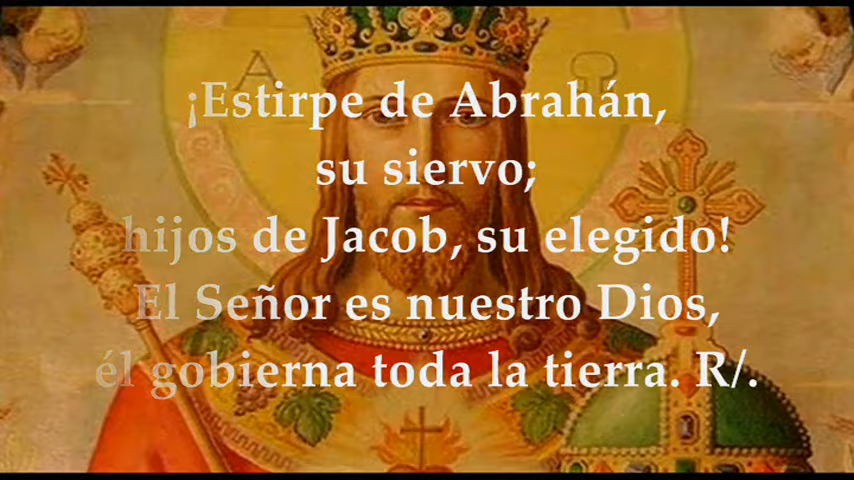 Α Ω
¡Estirpe de Abrahán,
su siervo;
hijos de Jacob, su elegido!
El Señor es nuestro Dios,
él gobierna toda la tierra. R/.